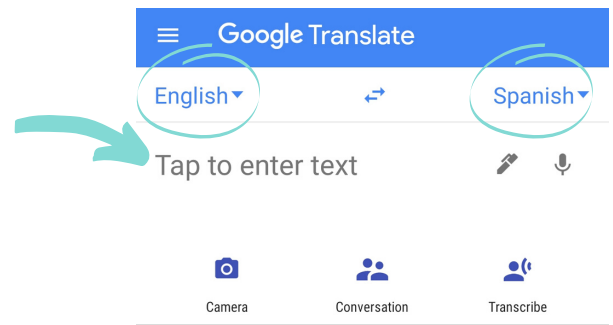 Google Translate
English Spanish
Tap to enter text
Camera Conversation Transcribe